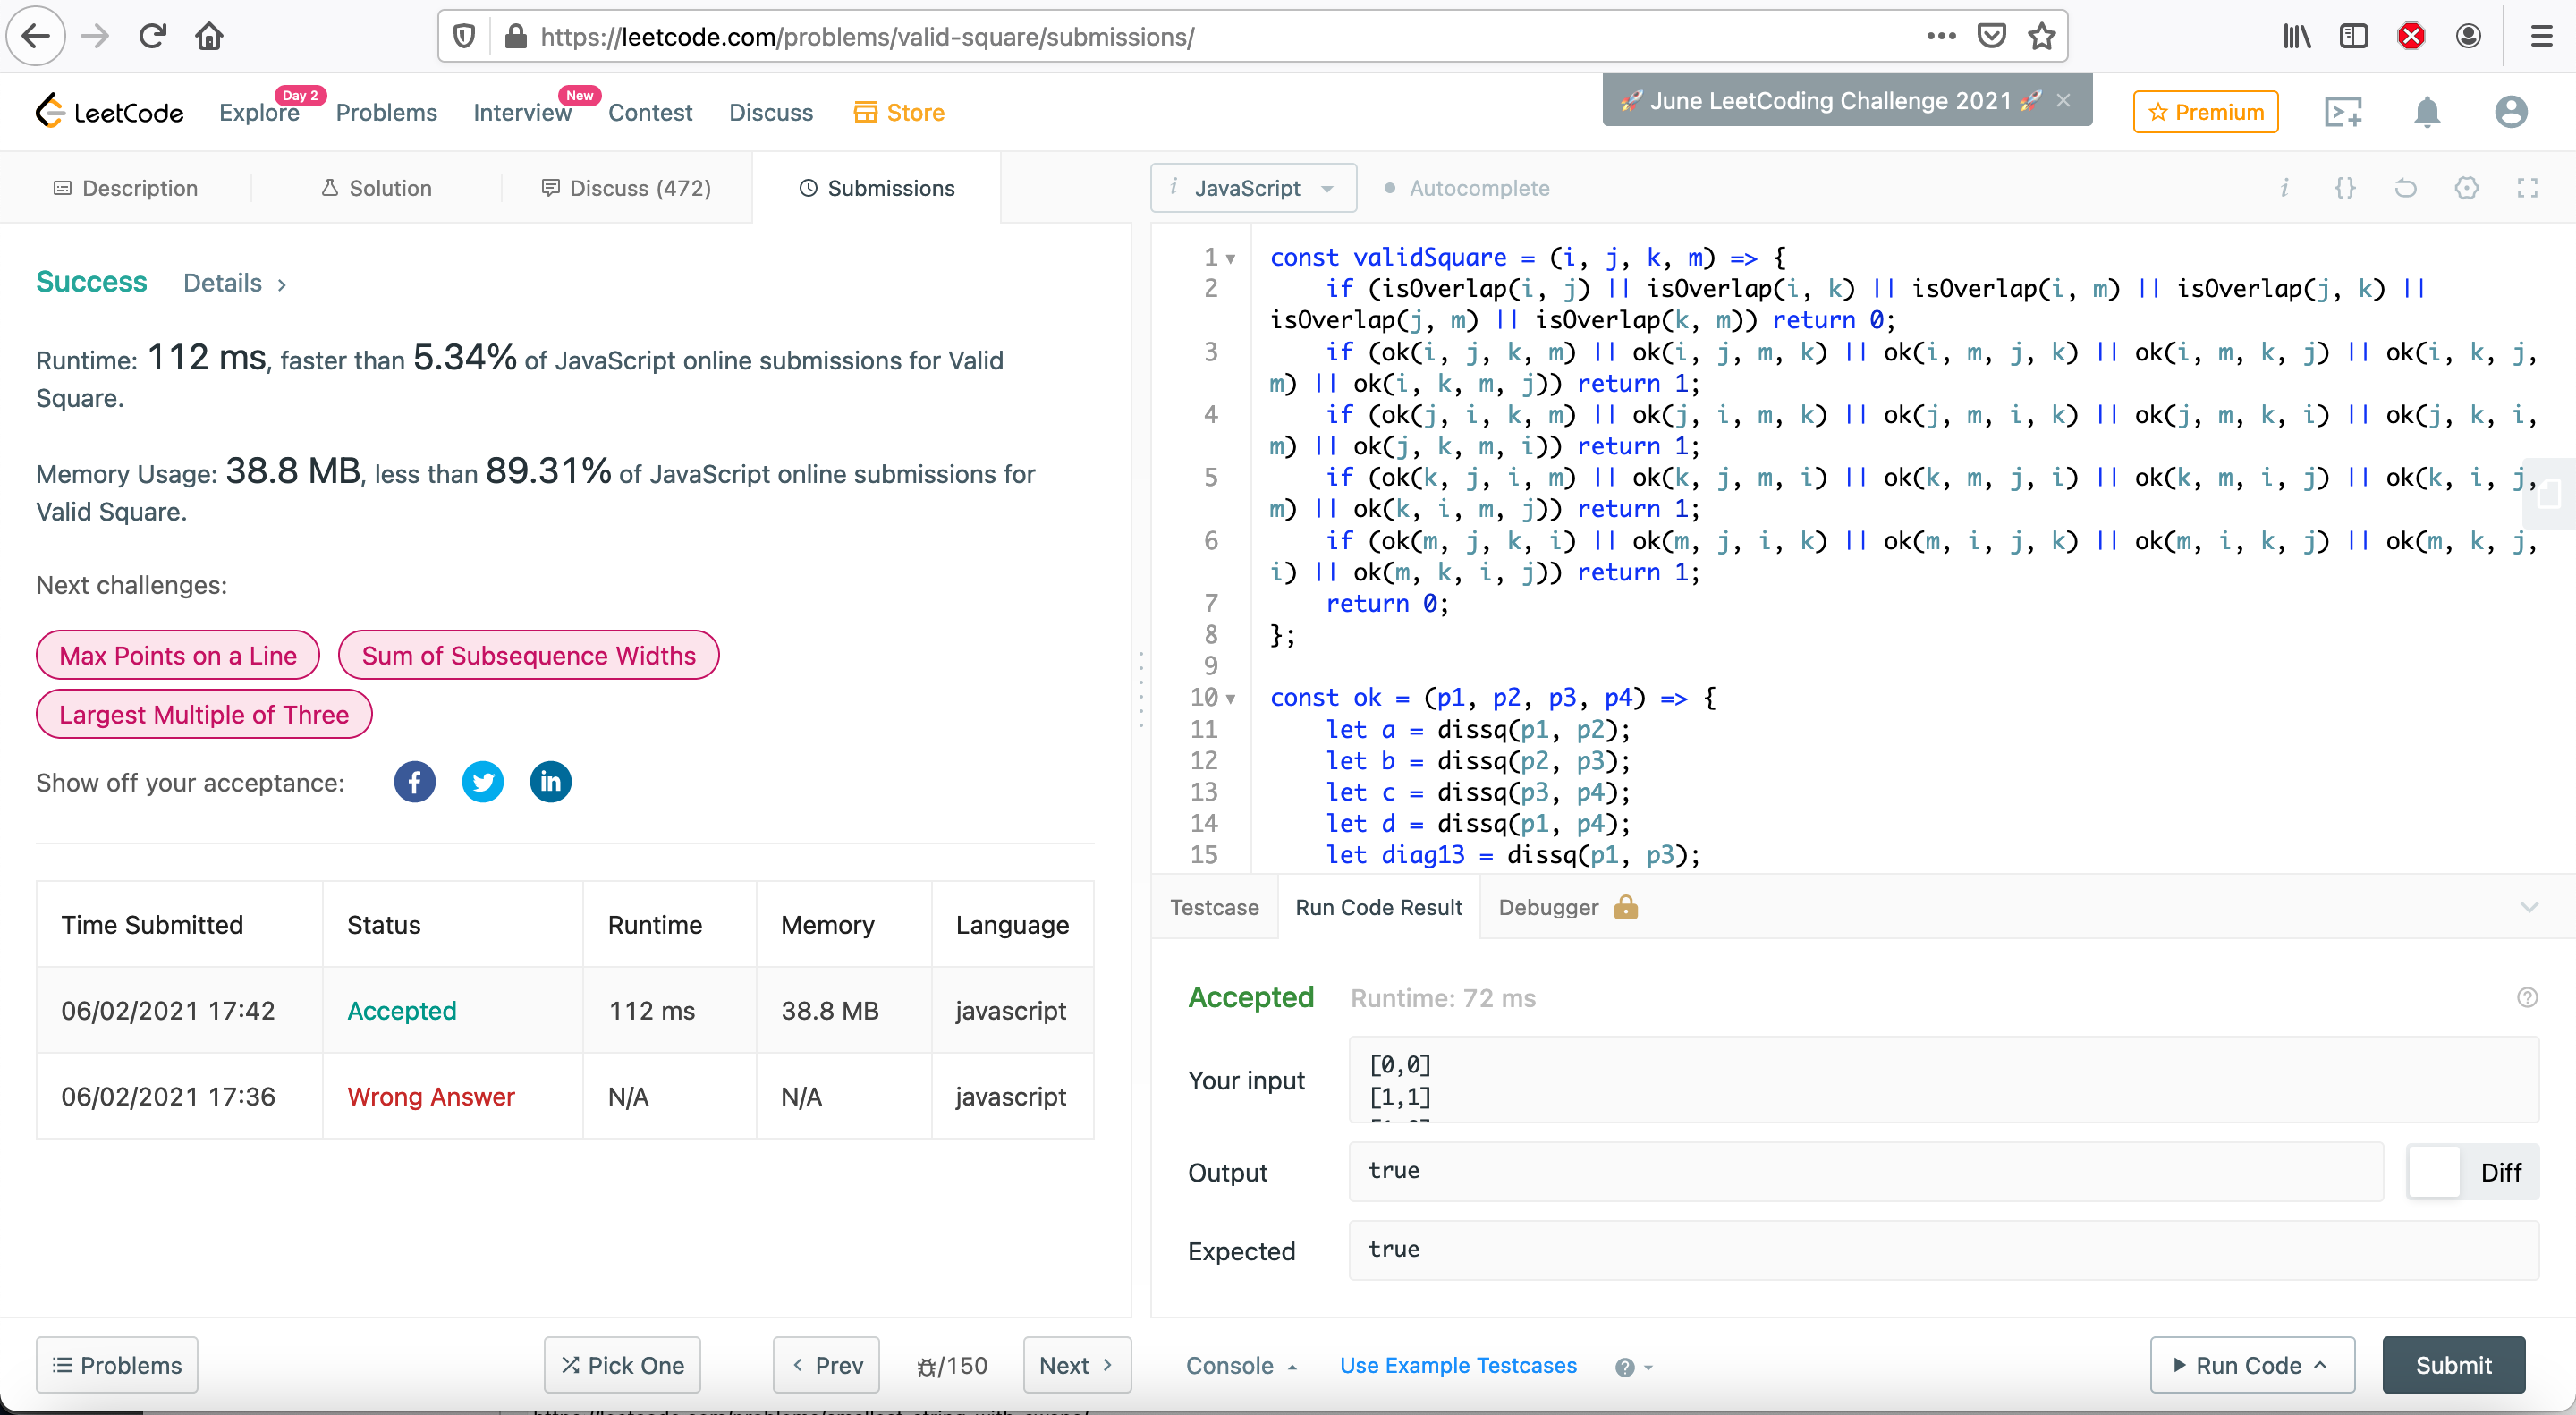 https://leetcode.com/problems/valid-square/submissions/
LeetCode
Explore
Day 2
Problems
Interview
New
Contest
Discuss
Store
🚀 June LeetCoding Challenge 2021 🚀 ×
Premium
Description
Solution
Discuss (472)
Submissions
i JavaScript
Autocomplete
Success Details >
Runtime: 112 ms, faster than 5.34% of JavaScript online submissions for Valid
Square.
Memory Usage: 38.8 MB, less than 89.31% of JavaScript online submissions for
Valid Square.
Next challenges:
Max Points on a Line
Sum of Subsequence Widths
Largest Multiple of Three
Show off your acceptance:
Time Submitted Status Runtime Memory Language
06/02/2021 17:42 Accepted 112 ms 38.8 MB javascript
06/02/2021 17:36 Wrong Answer N/A N/A javascript
1 const validSquare = (i, j, k, m) => {
2 if (isOverlap(i, j) || isOverlap(i, k) || isOverlap(i, m) || isOverlap(j, k) ||
isOverlap(j, m) || isOverlap(k, m)) return 0;
3 if (ok(i, j, k, m) || ok(i, j, m, k) || ok(i, m, j, k) || ok(i, m, k, j) || ok(i, k, j,
m) || ok(i, k, m, j)) return 1;
4 if (ok(j, i, k, m) || ok(j, i, m, k) || ok(j, m, i, k) || ok(j, m, k, i) || ok(j, k, i,
m) || ok(j, k, m, i)) return 1;
5 if (ok(k, j, i, m) || ok(k, j, m, i) || ok(k, m, j, i) || ok(k, m, i, j) || ok(k, i, j,
m) || ok(k, i, m, j)) return 1;
6 if (ok(m, j, k, i) || ok(m, j, i, k) || ok(m, i, j, k) || ok(m, i, k, j) || ok(m, k, j,
i) || ok(m, k, i, j)) return 1;
7 return 0;
8 };
9
10 const ok = (p1, p2, p3, p4) => {
11 let a = dissq(p1, p2);
12 let b = dissq(p2, p3);
13 let c = dissq(p3, p4);
14 let d = dissq(p1, p4);
15 let diag13 = dissq(p1, p3);
Testcase
Run Code Result
Debugger
Accepted Runtime: 72 ms
Your input
[0,0]
[1,1]
Output
true
Diff
Expected
true
Problems
Pick One
< Prev
/150
Next >
Console
Use Example Testcases
Run Code
Submit